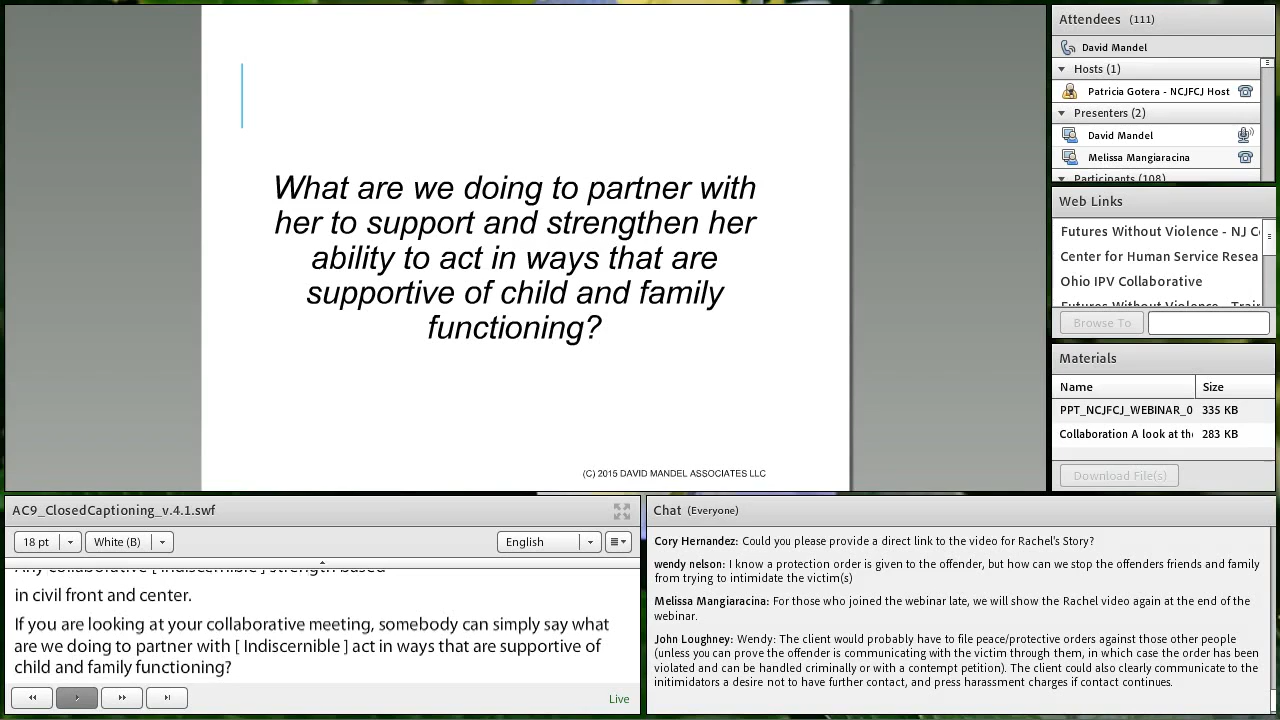 What are we doing to partner with
her to support and strengthen her
ability to act in ways that are
supportive of child and family
functioning?
(C) 2015 DAVID MANDEL ASSOCIATES LLC
Attendees (111)
David Mandel
Hosts (1)
Patricia Gotera - NCJFCJ Host
Presenters (2)
David Mandel
Melissa Mangiaracina
Participants (108)
Web Links
Futures Without Violence - NJ C
Center for Human Service Resea
Ohio IPV Collaborative
Futures Without Violence - Trai
Browse To
Materials
Name Size
PPT_NCJFCJ_WEBINAR_0 335 KB
Collaboration A look at the 283 KB
Download File(s)
AC9_ClosedCaptioning_v.4.1.swf
18 pt White (B) English
Any collaborative [ Indiscernible ] strength based
in civil front and center.
If you are looking at your collaborative meeting, somebody can simply say what
are we doing to partner with [ Indiscernible ] act in ways that are supportive of
child and family functioning?
Live
Chat (Everyone)
Cory Hernandez: Could you please provide a direct link to the video for Rachel's Story?
wendy nelson: I know a protection order is given to the offender, but how can we stop the offenders friends and family
from trying to intimidate the victim(s)
Melissa Mangiaracina: For those who joined the webinar late, we will show the Rachel video again at the end of the
webinar.
John Loughney: Wendy: The client would probably have to file peace/protective orders against those other people
(unless you can prove the offender is communicating with the victim through them, in which case the order has been
violated and can be handled criminally or with a contempt petition). The client could also clearly communicate to the
initimidators a desire not to have further contact, and press harassment charges if contact continues.